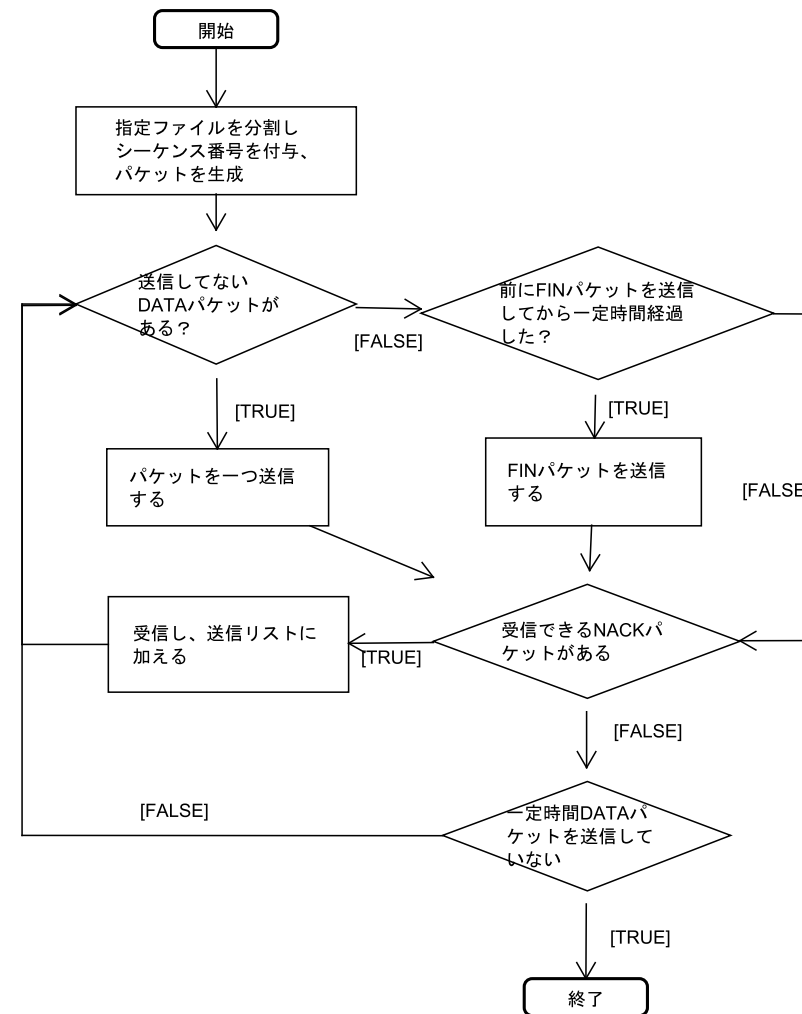 開始
指定ファイルを分割し
シーケンス番号を付与、
パケットを生成
送信してない
DATAパケットが
ある？
[FALSE]
前にFINパケットを送信
してから一定時間経過
した？
[TRUE]
[TRUE]
パケットを一つ送信
する
FINパケットを送信
する
[FALSE
受信し、送信リストに
加える
[TRUE]
受信できるNACKパ
ケットがある
[FALSE]
[FALSE]
一定時間DATAパ
ケットを送信して
いない
[TRUE]
終了